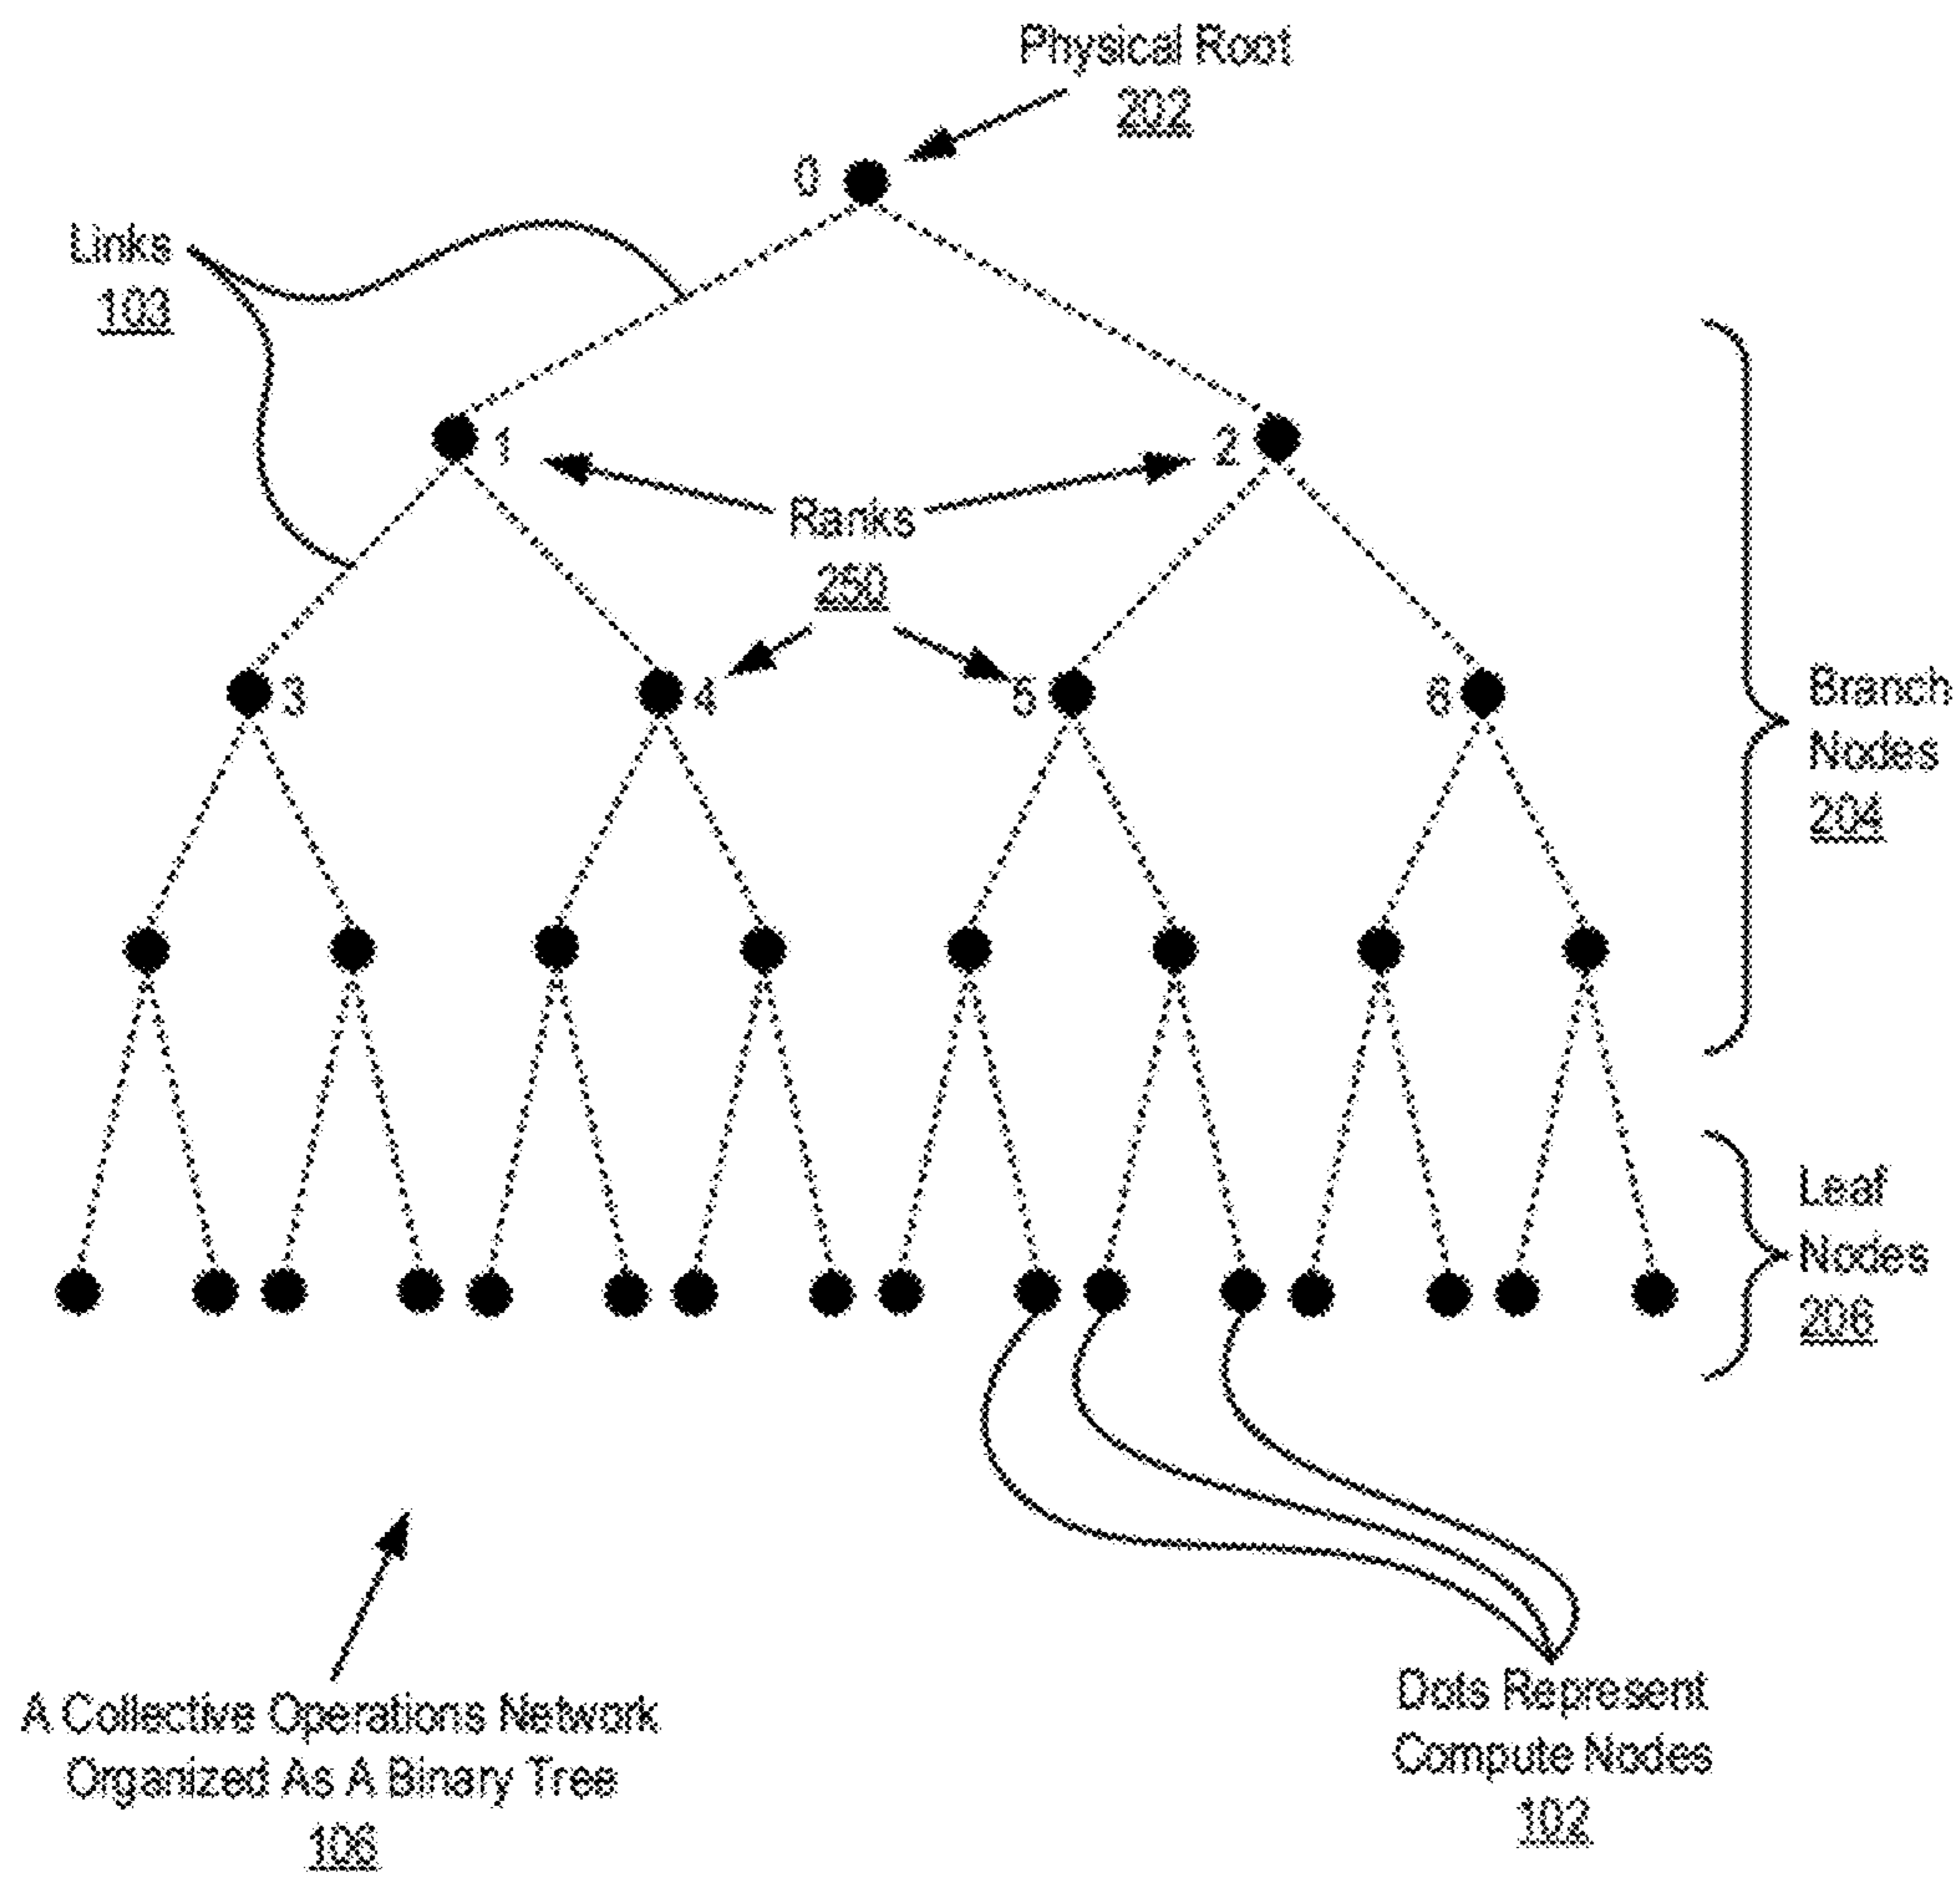 Physical Root
202
0
Links
103
1
2
Ranks
250
3
4
5
6
Branch
Nodes
204
Leaf
Nodes
206
A Collective Operations Network
Organized As A Binary Tree
106
Dots Represent
Compute Nodes
102